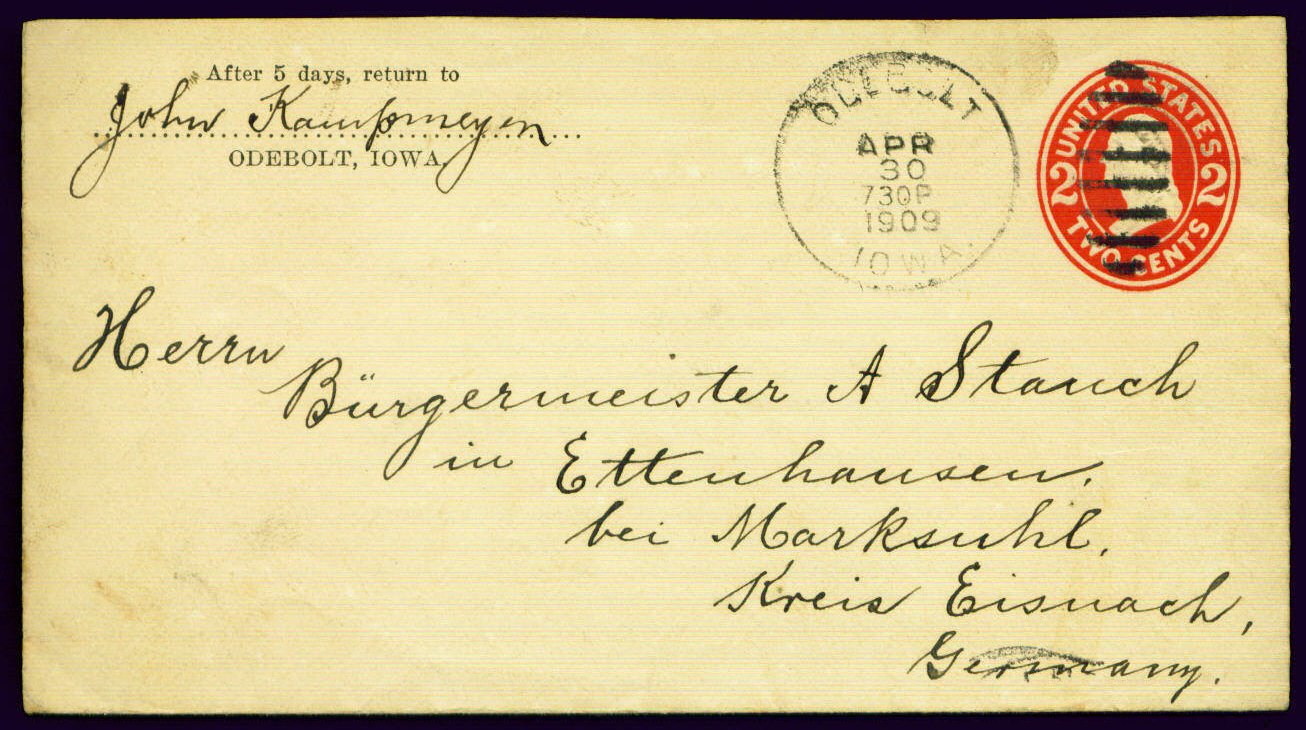 After 5 days, return to
John Kampmeyer
ODEBOLT, IOWA.
ODEBOLT
APR
30
730P
1909
IOWA.
UNITED STATES
2 2
TWO CENTS
Herrn
Bürgermeister A Stauch
in Ettenhausen.
bei Marksuhl.
Kreis Eisnach,
Germany.